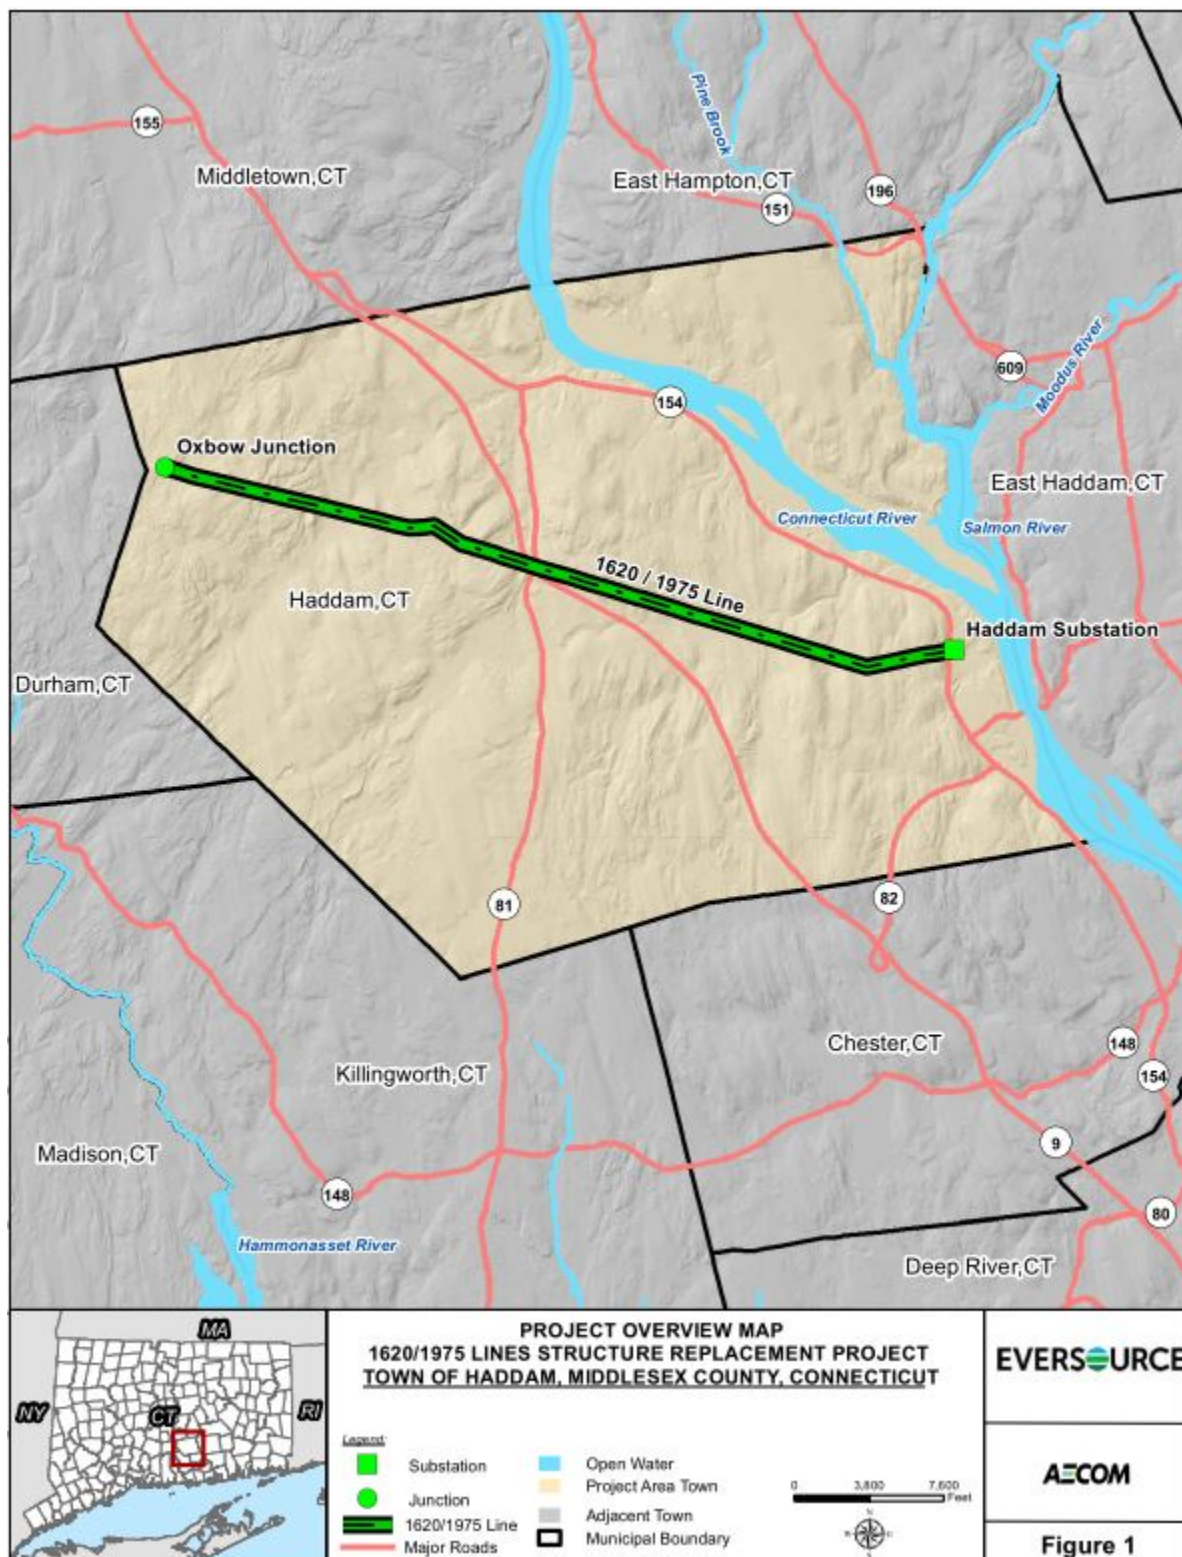 155
Middletown,CT
Pine Brook
East Hampton,CT
196
151
609
Moodus River
154
Oxbow Junction
East Haddam,CT
Connecticut River
Salmon River
1620 / 1975 Line
Haddam,CT
Haddam Substation
Durham,CT
81
82
Chester,CT
148
Killingworth,CT
154
Madison,CT
9
148
80
Hammonasset River
Deep River,CT
MA
NY
CT
RI
PROJECT OVERVIEW MAP
1620/1975 LINES STRUCTURE REPLACEMENT PROJECT
TOWN OF HADDAM, MIDDLESEX COUNTY, CONNECTICUT
Legend:
Substation
Junction
1620/1975 Line
Major Roads
Open Water
Project Area Town
Adjacent Town
Municipal Boundary
0 3,800 7,600
Feet
N
S
EVERSOURCE
AECOM
Figure 1